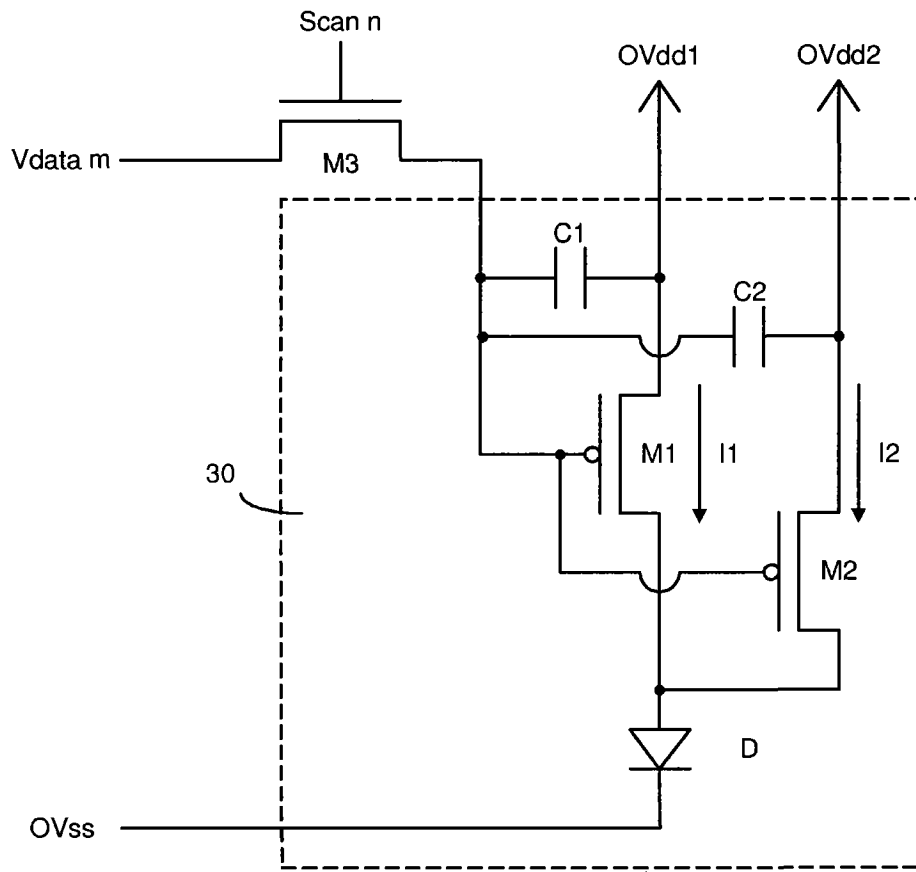 Scan n
OVdd1
OVdd2
Vdata m
M3
C1
C2
M1
I1
I2
30
M2
D
OVss